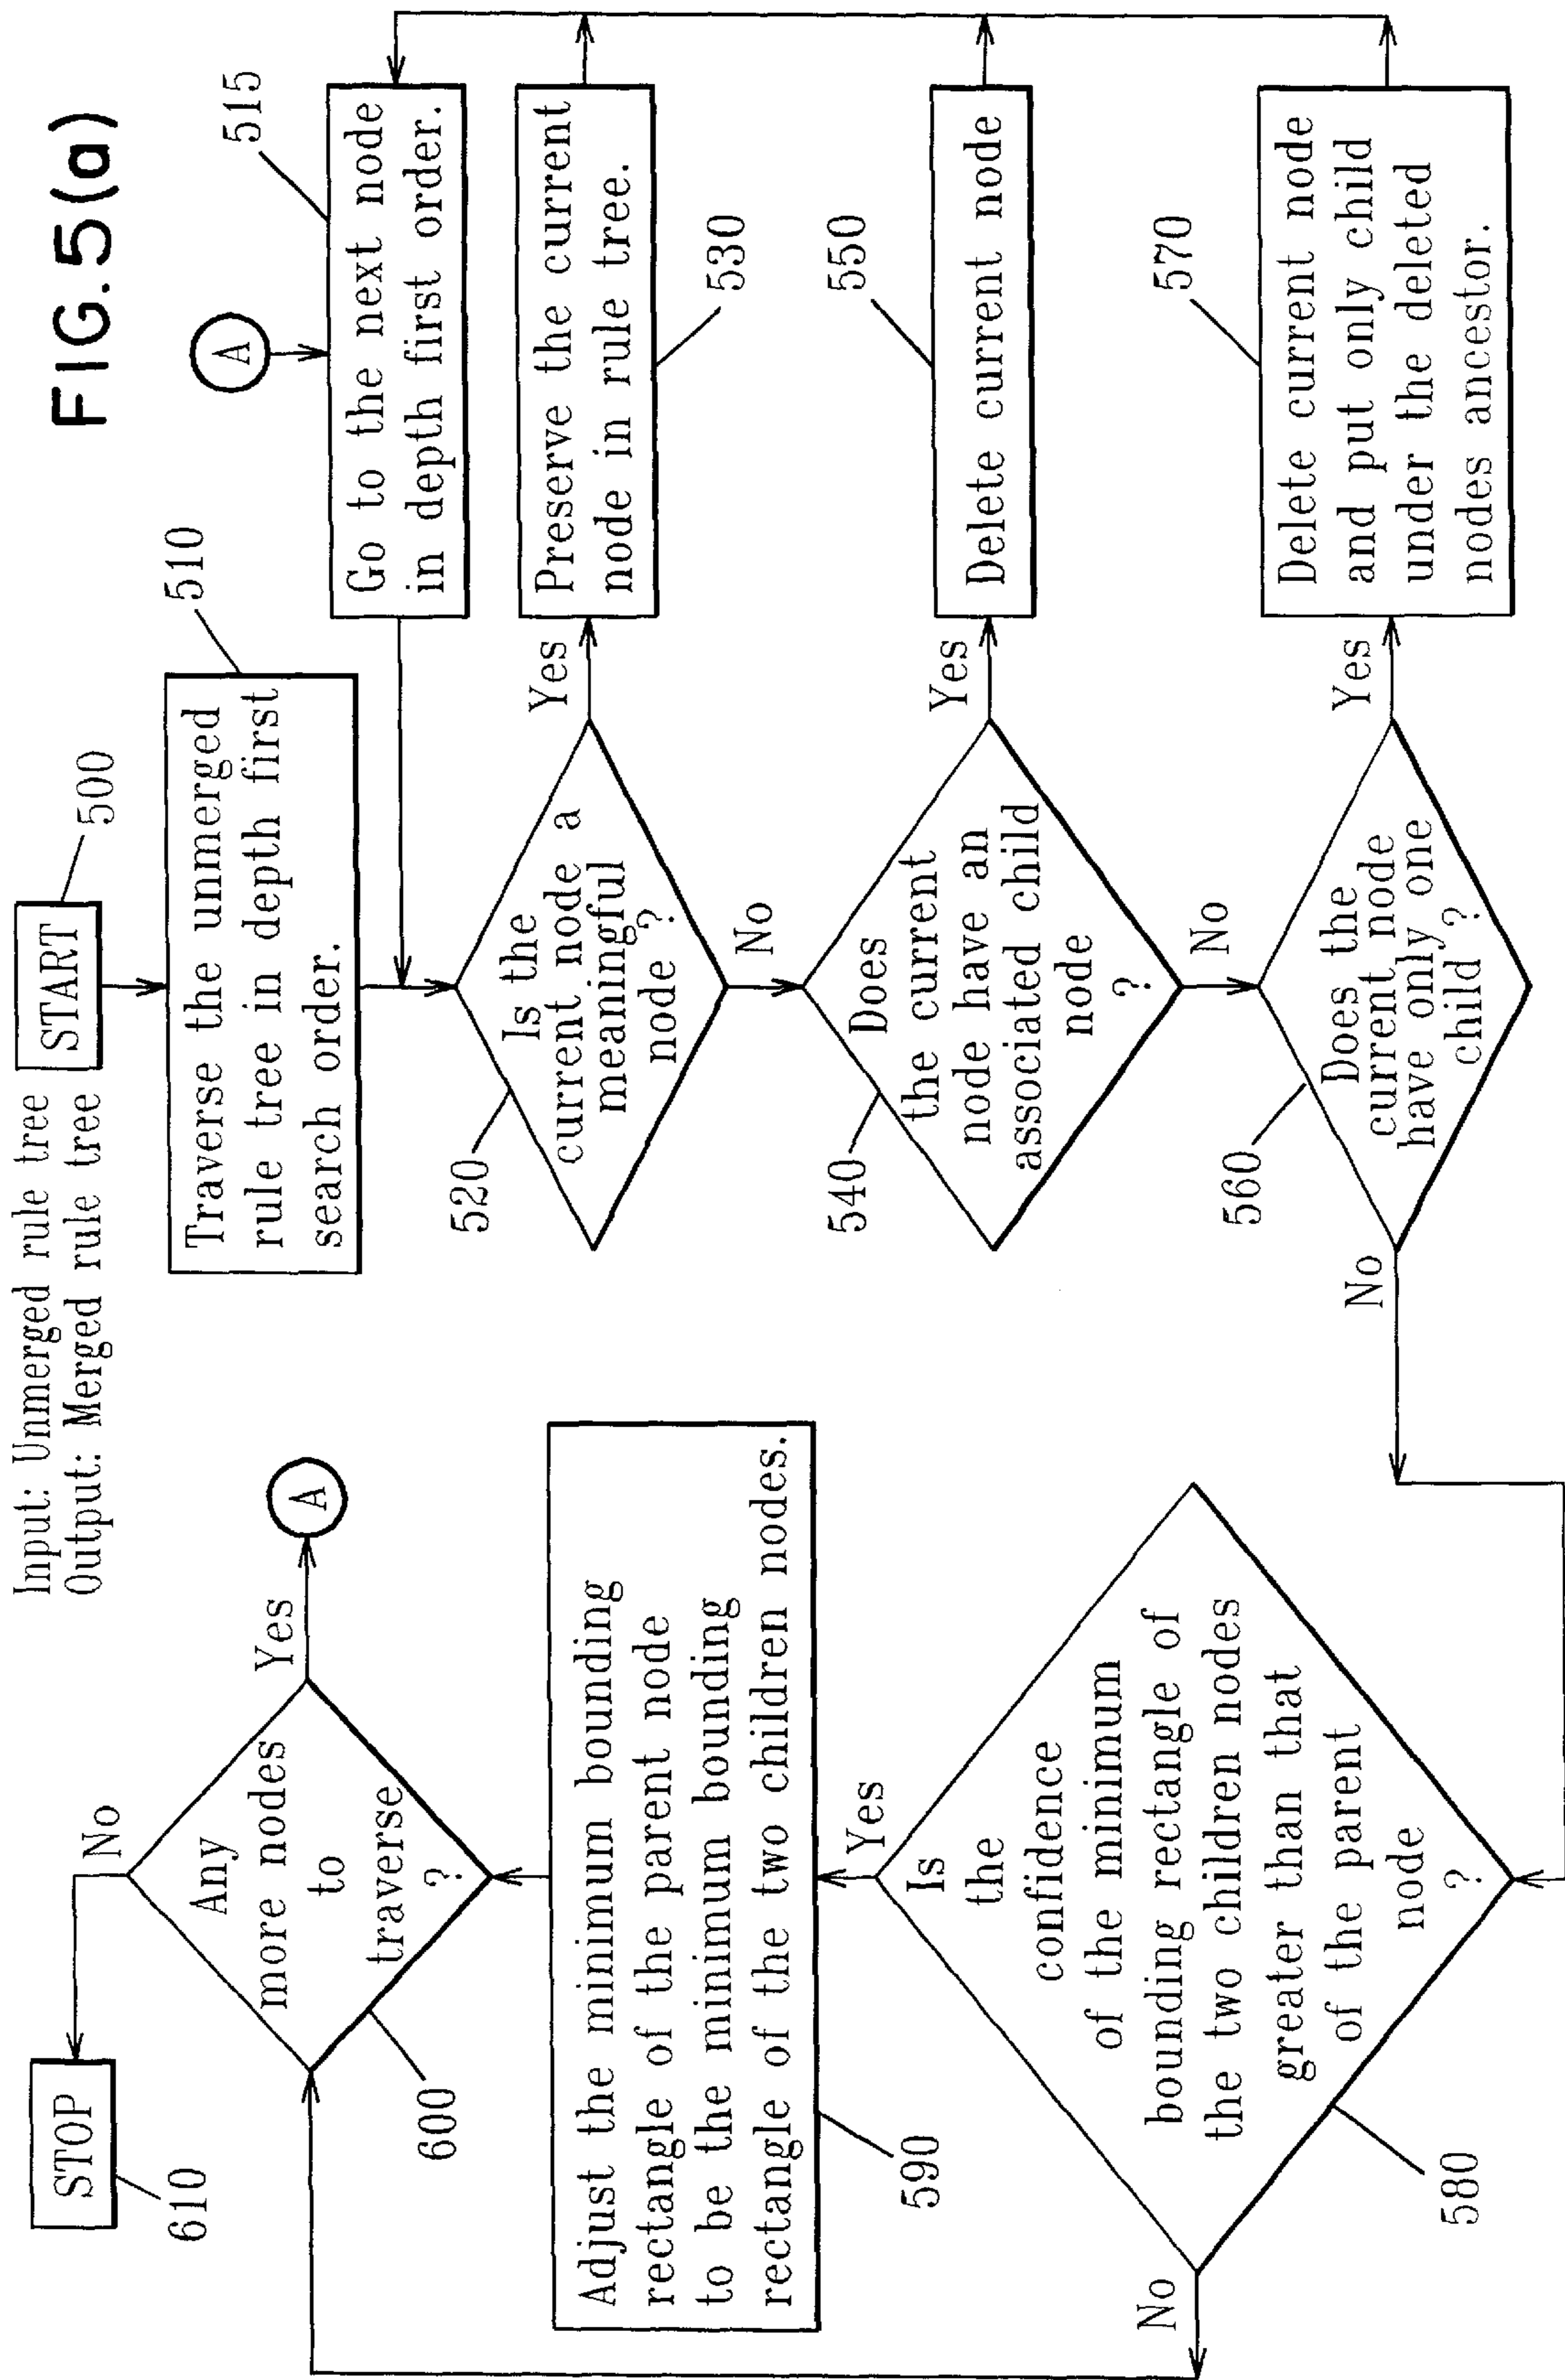 FIG.5(a)
Input: Unmerged rule tree
Output: Merged rule tree
START
500
Traverse the unmerged
rule tree in depth first
search order.
510
A
Go to the next node
in depth first order.
515
Is the
current node a
meaningful
node ?
520
Yes
No
Preserve the current
node in rule tree.
530
Does
the current
node have an
associated child
node
?
540
Yes
No
Delete current node
550
Does the
current node
have only one
child ?
560
Yes
No
Delete current node
and put only child
under the deleted
nodes ancestor.
570
Is
the
confidence
of the minimum
bounding rectangle of
the two children nodes
greater than that
of the parent
node
?
580
Yes
No
Adjust the minimum bounding
rectangle of the parent node
to be the minimum bounding
rectangle of the two children nodes.
590
Any
more nodes
to
traverse
?
600
Yes
No
A
STOP
610